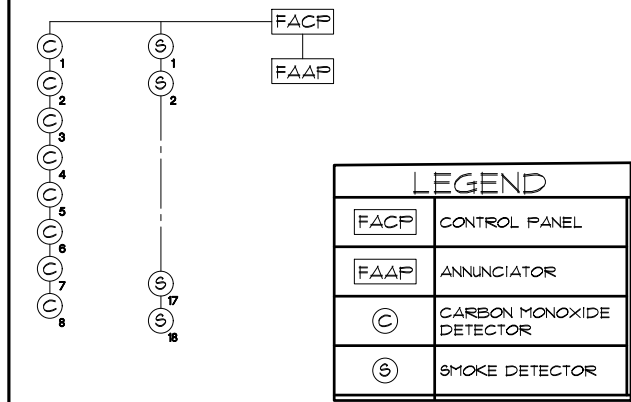 FACP
FAAP
C
1
C
2
C
3
C
4
C
5
C
6
C
7
C
8
S
1
S
2
S
17
S
18
LEGEND
FACP CONTROL PANEL
FAAP ANNUNCIATOR
C CARBON MONOXIDE
DETECTOR
S SMOKE DETECTOR